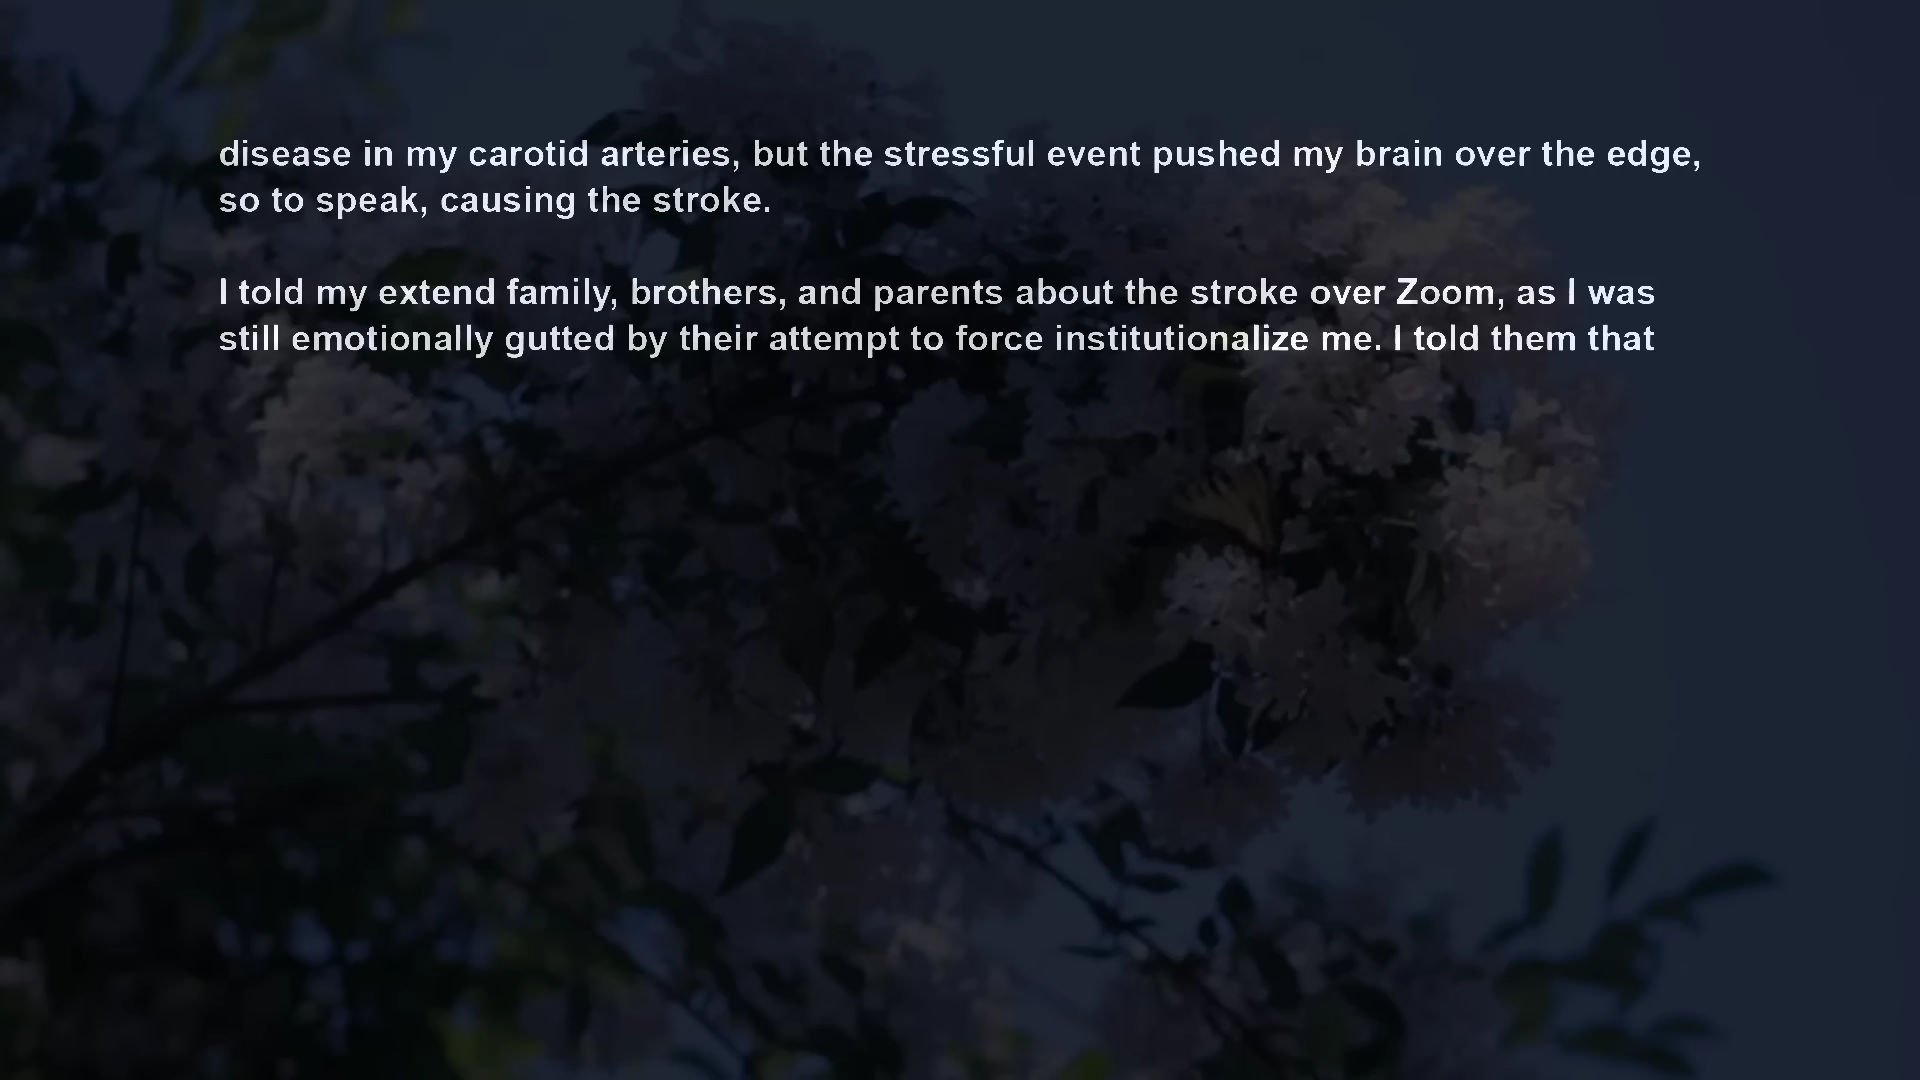 disease in my carotid arteries, but the stressful event pushed my brain over the edge,
so to speak, causing the stroke.
I told my extend family, brothers, and parents about the stroke over Zoom, as I was
still emotionally gutted by their attempt to force institutionalize me. I told them that